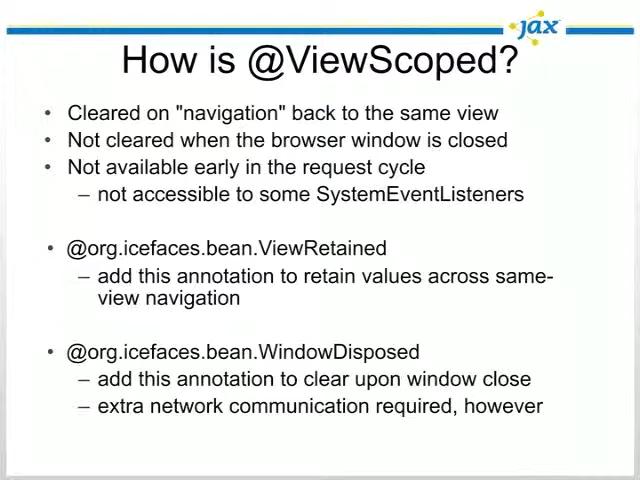 jax
How is @ViewScoped?
• Cleared on "navigation" back to the same view
• Not cleared when the browser window is closed
• Not available early in the request cycle
– not accessible to some SystemEventListeners
• @org.icefaces.bean.ViewRetained
– add this annotation to retain values across same-
view navigation
• @org.icefaces.bean.WindowDisposed
– add this annotation to clear upon window close
– extra network communication required, however